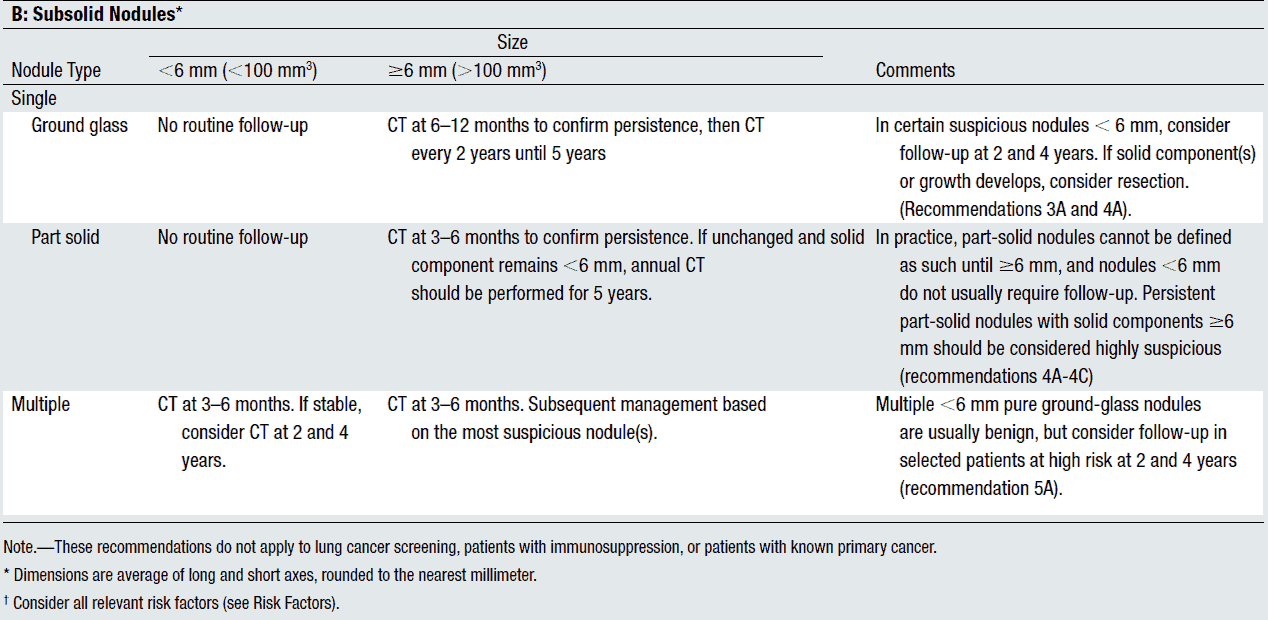 B: Subsolid Nodules*
Size
Nodule Type <6 mm (<100 mm³) ≥6 mm (>100 mm³) Comments
Single
Ground glass No routine follow-up CT at 6–12 months to confirm persistence, then CT In certain suspicious nodules < 6 mm, consider
every 2 years until 5 years follow-up at 2 and 4 years. If solid component(s)
or growth develops, consider resection.
(Recommendations 3A and 4A).
Part solid No routine follow-up CT at 3–6 months to confirm persistence. If unchanged and solid In practice, part-solid nodules cannot be defined
component remains <6 mm, annual CT as such until ≥6 mm, and nodules <6 mm
should be performed for 5 years. do not usually require follow-up. Persistent
part-solid nodules with solid components ≥6
mm should be considered highly suspicious
(recommendations 4A-4C)
Multiple CT at 3–6 months. If stable, CT at 3–6 months. Subsequent management based Multiple <6 mm pure ground-glass nodules
consider CT at 2 and 4 on the most suspicious nodule(s). are usually benign, but consider follow-up in
years. selected patients at high risk at 2 and 4 years
(recommendation 5A).
Note.—These recommendations do not apply to lung cancer screening, patients with immunosuppression, or patients with known primary cancer.
* Dimensions are average of long and short axes, rounded to the nearest millimeter.
† Consider all relevant risk factors (see Risk Factors).